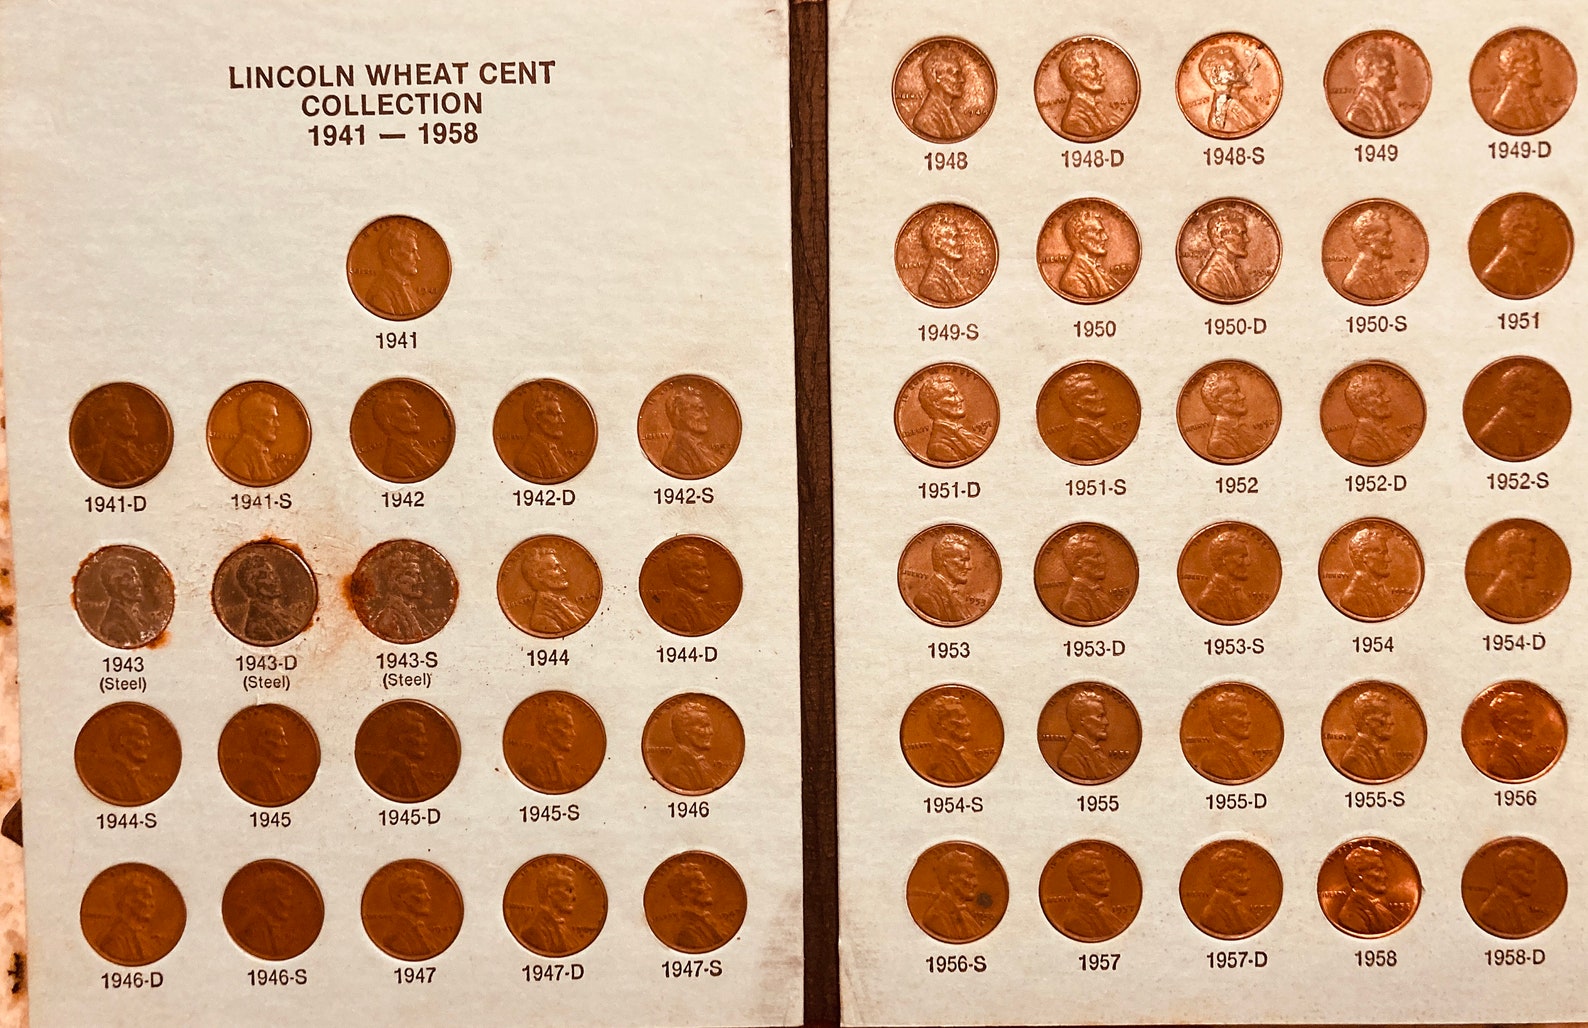 LINCOLN WHEAT CENT
COLLECTION
1941 — 1958
1941
1941-D 1941-S 1942 1942-D 1942-S
1943 1943-D 1943-S 1944 1944-D
(Steel) (Steel) (Steel)
1944-S 1945 1945-D 1945-S 1946
1946-D 1946-S 1947 1947-D 1947-S
1948 1948-D 1948-S 1949 1949-D
1949-S 1950 1950-D 1950-S 1951
1951-D 1951-S 1952 1952-D 1952-S
1953 1953-D 1953-S 1954 1954-D
1954-S 1955 1955-D 1955-S 1956
1956-S 1957 1957-D 1958 1958-D